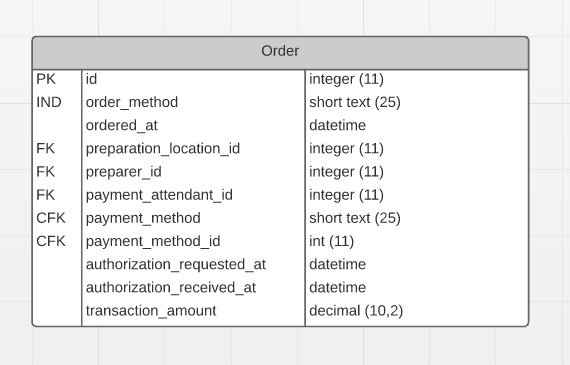 Order
PK id integer (11)
IND order_method short text (25)
ordered_at datetime
FK preparation_location_id integer (11)
FK preparer_id integer (11)
FK payment_attendant_id integer (11)
CFK payment_method short text (25)
CFK payment_method_id int (11)
authorization_requested_at datetime
authorization_received_at datetime
transaction_amount decimal (10,2)